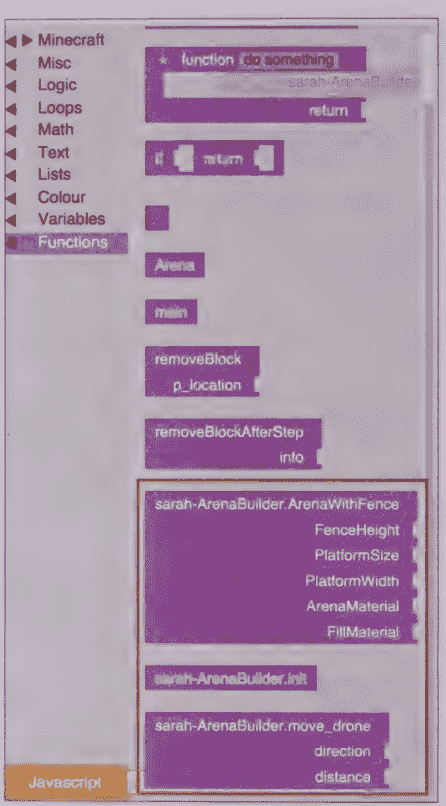 Minecraft
Misc
Logic
Loops
Math
Text
Lists
Colour
Variables
Functions
Javascript
function do something
sarah-ArenaBuilde
return
if return
Arena
main
removeBlock
p_location
removeBlockAfterStep
info
sarah-ArenaBuilder.ArenaWithFence
FenceHeight
PlatformSize
PlatformWidth
ArenaMaterial
FillMaterial
sarah-ArenaBuilder.init
sarah-ArenaBuilder.move_drone
direction
distance